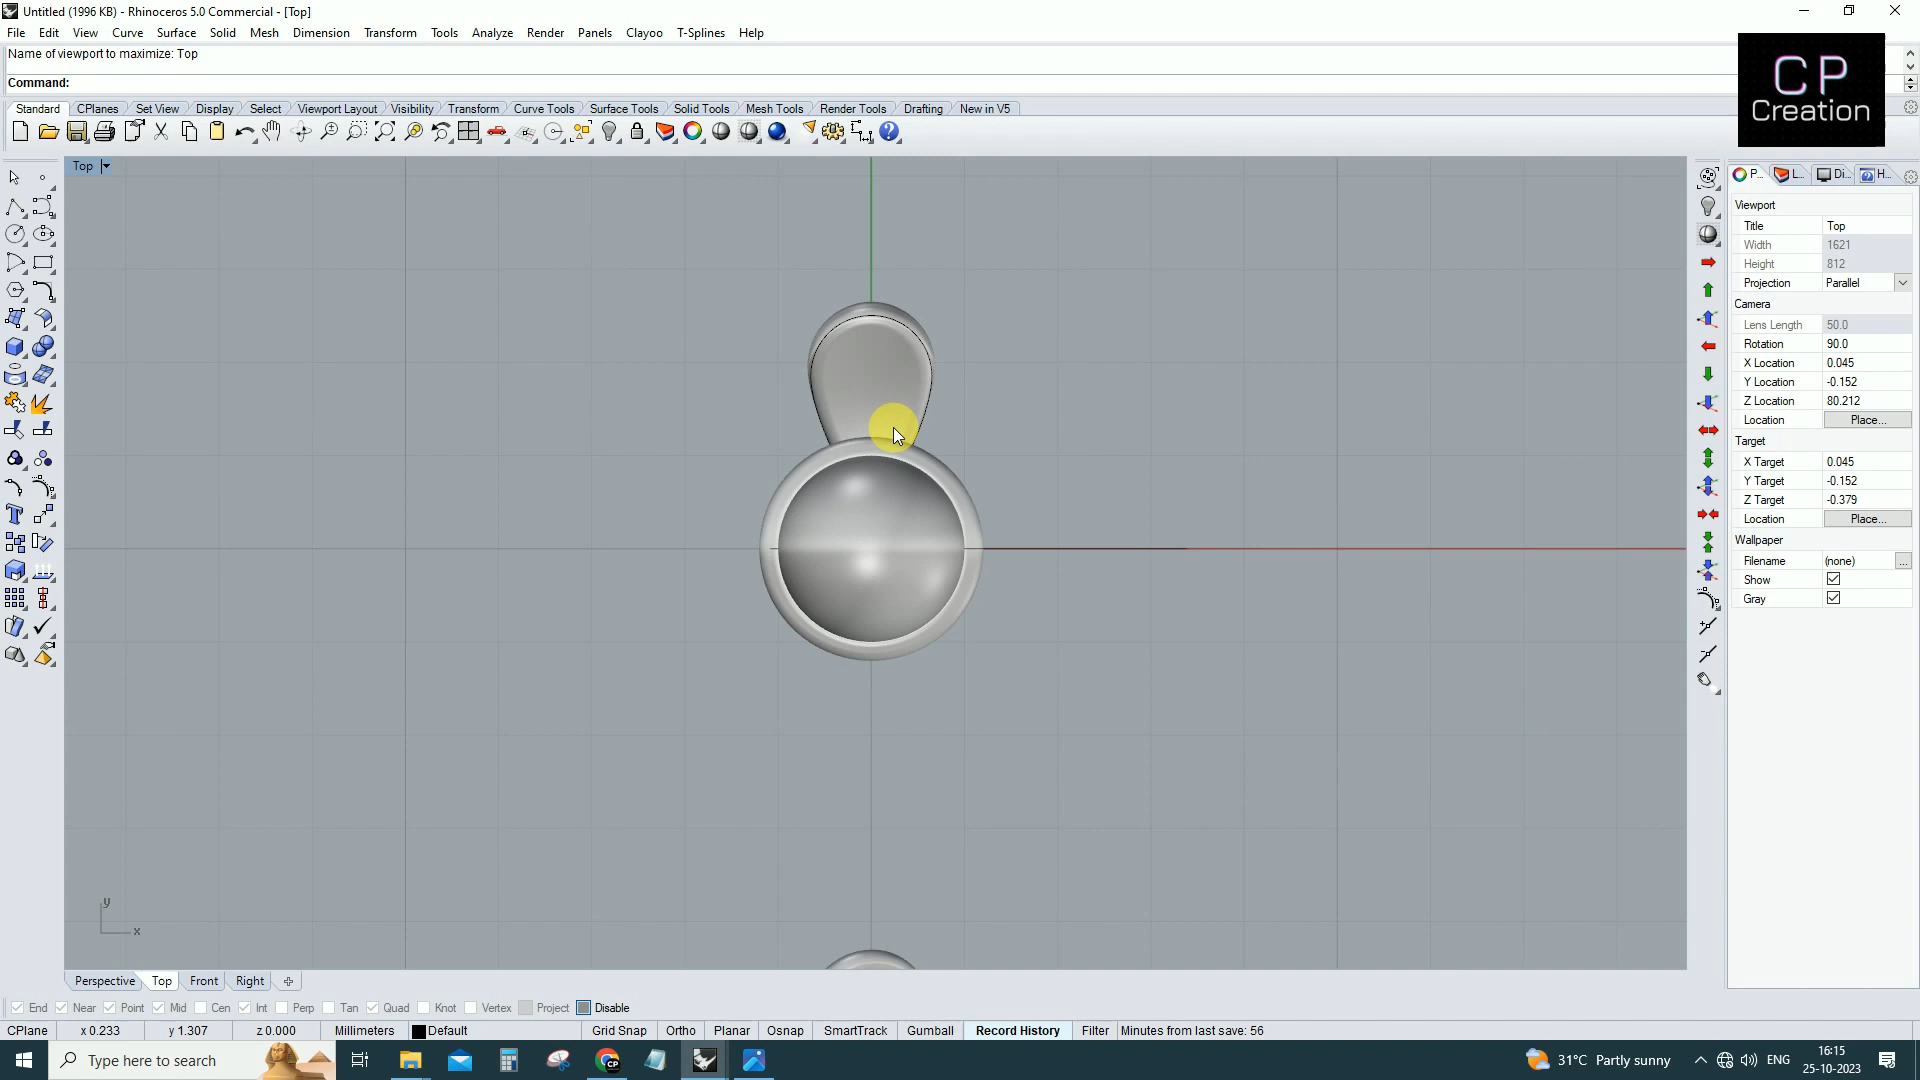 Untitled (1996 KB) - Rhinoceros 5.0 Commercial - [Top]
File Edit View Curve Surface Solid Mesh Dimension Transform Tools Analyze Render Panels Clayoo T-Splines Help
Name of viewport to maximize: Top
Command:
CP
Creation
Standard CPlanes Set View Display Select Viewport Layout Visibility Transform Curve Tools Surface Tools Solid Tools Mesh Tools Render Tools Drafting New in V5
Top
P... L... Di... H...
Viewport
Title Top
Width 1621
Height 812
Projection Parallel
Camera
Lens Length 50.0
Rotation 90.0
X Location 0.045
Y Location -0.152
Z Location 80.212
Location Place...
Target
X Target 0.045
Y Target -0.152
Z Target -0.379
Location Place...
Wallpaper
Filename (none) ...
Show
Gray
y
x
Perspective Top Front Right
End Near Point Mid Cen Int Perp Tan Quad Knot Vertex Project Disable
CPlane x 0.233 y 1.307 z 0.000 Millimeters Default Grid Snap Ortho Planar Osnap SmartTrack Gumball Record History Filter Minutes from last save: 56
Type here to search
CP
31°C Partly sunny
ENG
16:15
25-10-2023